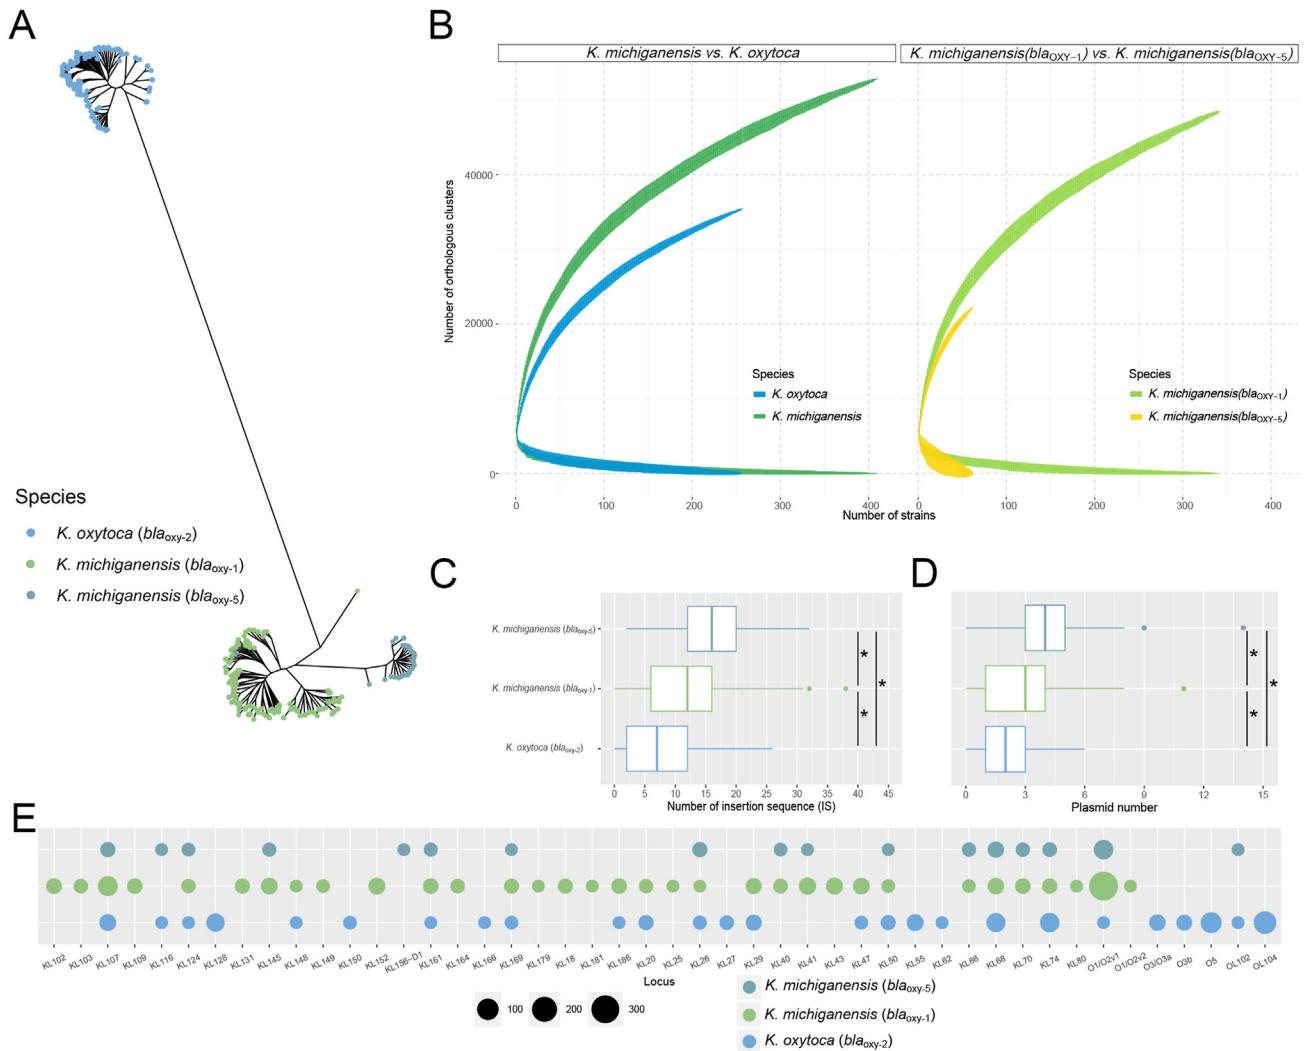 A
B
K. michiganensis vs. K. oxytoca
K. michiganensis(blaOXY–1) vs. K. michiganensis(blaOXY–5)
Number of orthologous clusters
40000
20000
0
Species
K. oxytoca
K. michiganensis
Species
K. michiganensis(blaOXY–1)
K. michiganensis(blaOXY–5)
0 100 200 300 400 0 100 200 300 400
Number of strains
Species
K. oxytoca (blaoxy-2)
K. michiganensis (blaoxy-1)
K. michiganensis (blaoxy-5)
C
K. michiganensis (blaoxy-5)
K. michiganensis (blaoxy-1)
K. oxytoca (blaoxy-2)
* * *
0 5 10 15 20 25 30 35 40 45
Number of insertion sequence (IS)
D
* * *
0 3 6 9 12 15
Plasmid number
E
KL102 KL103 KL107 KL109 KL116 KL124 KL128 KL131 KL145 KL148 KL149 KL150 KL152 KL156-D1 KL161 KL164 KL166 KL169 KL179 KL18 KL181 KL186 KL20 KL25 KL26 KL27 KL29 KL40 KL41 KL43 KL47 KL50 KL55 KL62 KL66 KL68 KL70 KL74 KL80 O1/O2v1 O1/O2v2 O3/O3a O3b O5 OL102 OL104
Locus
100 200 300
K. michiganensis (blaoxy-5)
K. michiganensis (blaoxy-1)
K. oxytoca (blaoxy-2)